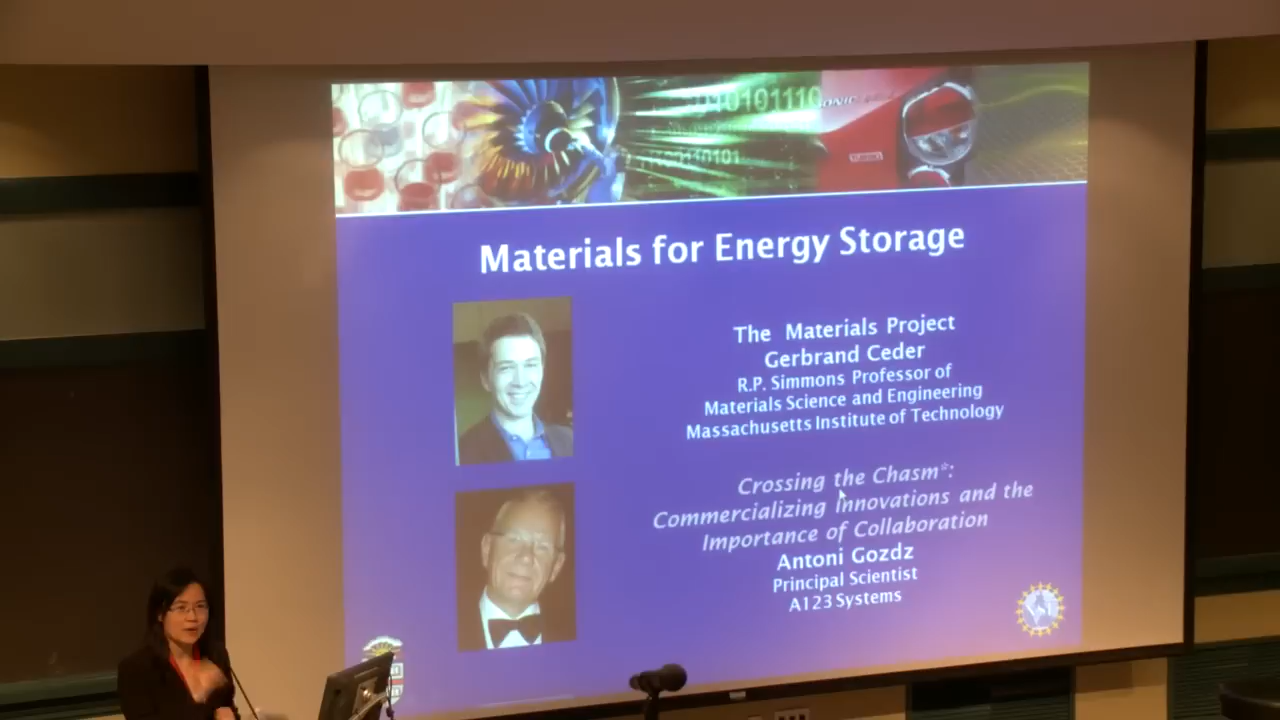 Materials for Energy Storage
The Materials Project
Gerbrand Ceder
R.P. Simmons Professor of
Materials Science and Engineering
Massachusetts Institute of Technology
Crossing the Chasm*:
Commercializing Innovations and the
Importance of Collaboration
Antoni Gozdz
Principal Scientist
A123 Systems